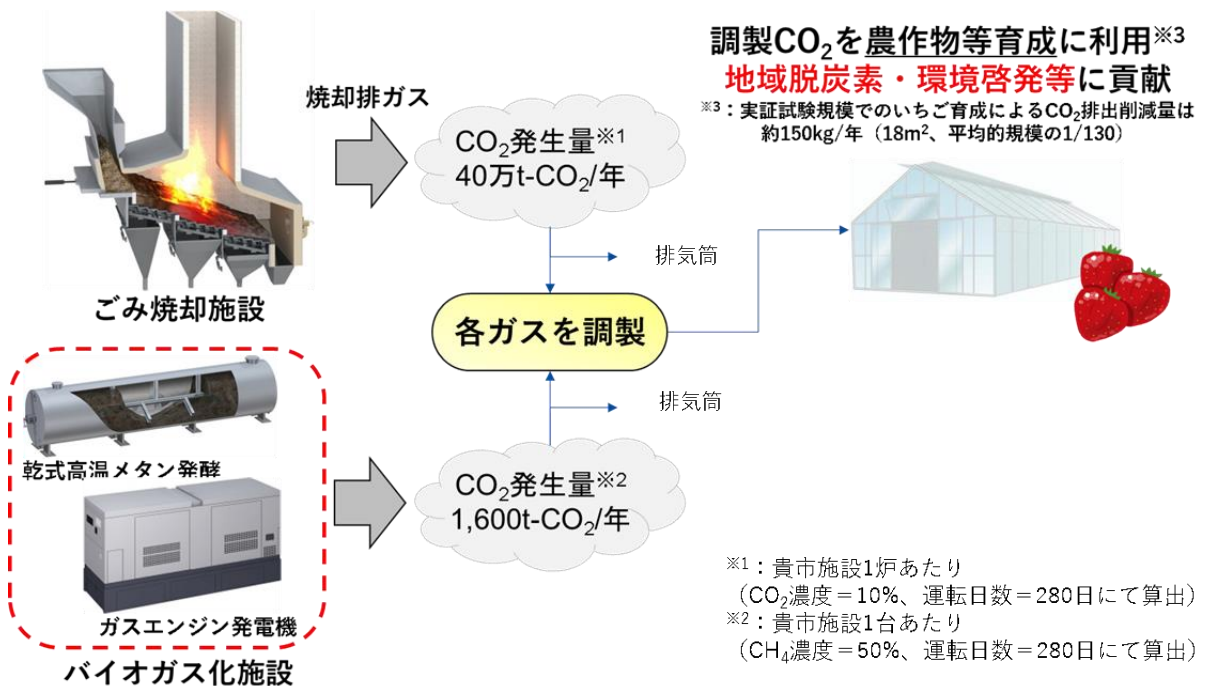 調製CO₂を農作物等育成に利用※3
地域脱炭素・環境啓発等に貢献
※3：実証試験規模でのいちご育成によるCO₂排出削減量は
約150kg/年（18m²、平均的規模の1/130）
焼却排ガス
CO₂発生量※1
40万t-CO₂/年
排気筒
ごみ焼却施設
各ガスを調製
排気筒
乾式高温メタン発酵
CO₂発生量※2
1,600t-CO₂/年
ガスエンジン発電機
バイオガス化施設
※1：貴市施設1炉あたり
（CO₂濃度＝10%、運転日数＝280日にて算出）
※2：貴市施設1台あたり
（CH₄濃度＝50%、運転日数＝280日にて算出）